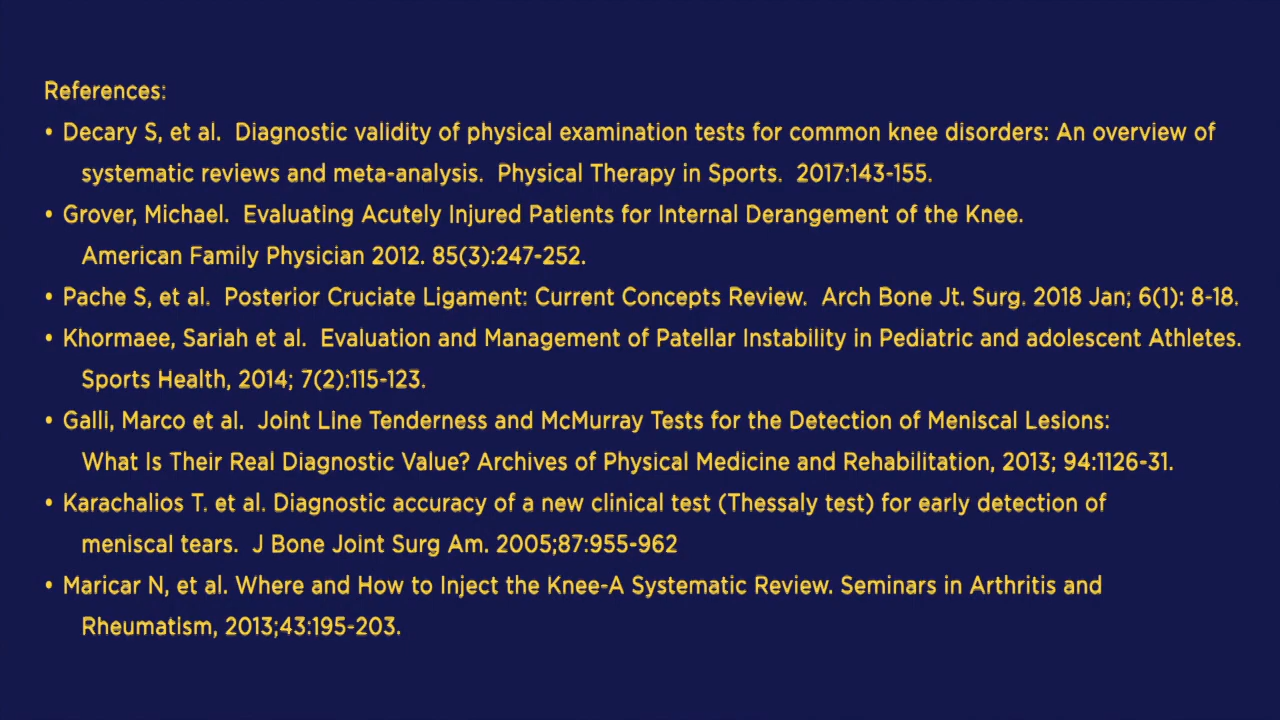 References:
• Decary S, et al.  Diagnostic validity of physical examination tests for common knee disorders: An overview of
systematic reviews and meta-analysis.  Physical Therapy in Sports.  2017:143-155.
• Grover, Michael.  Evaluating Acutely Injured Patients for Internal Derangement of the Knee.
American Family Physician 2012. 85(3):247-252.
• Pache S, et al.  Posterior Cruciate Ligament: Current Concepts Review.  Arch Bone Jt. Surg. 2018 Jan; 6(1): 8-18.
• Khormaee, Sariah et al.  Evaluation and Management of Patellar Instability in Pediatric and adolescent Athletes.
Sports Health, 2014; 7(2):115-123.
• Galli, Marco et al.  Joint Line Tenderness and McMurray Tests for the Detection of Meniscal Lesions:
What Is Their Real Diagnostic Value? Archives of Physical Medicine and Rehabilitation, 2013; 94:1126-31.
• Karachalios T. et al. Diagnostic accuracy of a new clinical test (Thessaly test) for early detection of
meniscal tears.  J Bone Joint Surg Am. 2005;87:955-962
• Maricar N, et al. Where and How to Inject the Knee-A Systematic Review. Seminars in Arthritis and
Rheumatism, 2013;43:195-203.